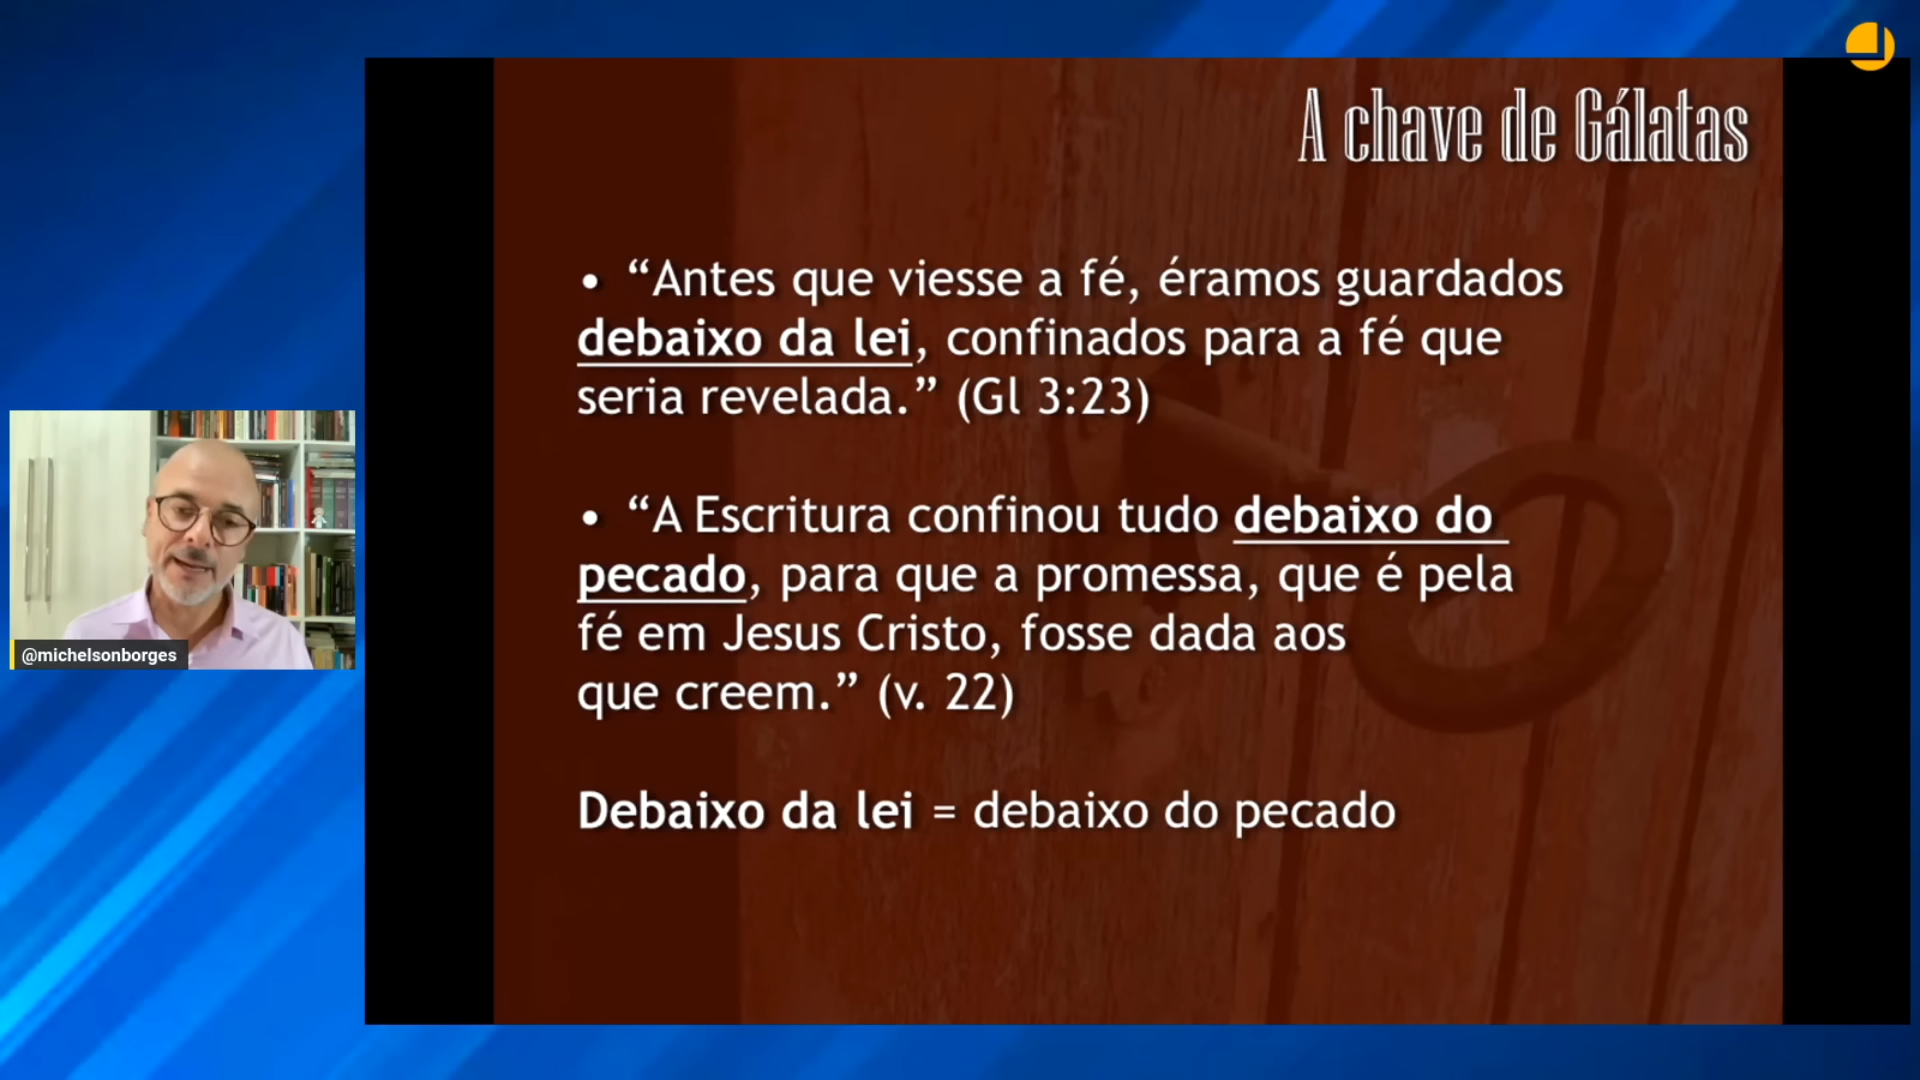 A chave de Gálatas
• “Antes que viesse a fé, éramos guardados
debaixo da lei, confinados para a fé que
seria revelada.” (Gl 3:23)
• “A Escritura confinou tudo debaixo do
pecado, para que a promessa, que é pela
fé em Jesus Cristo, fosse dada aos
que creem.” (v. 22)
Debaixo da lei = debaixo do pecado
@michelsonborges